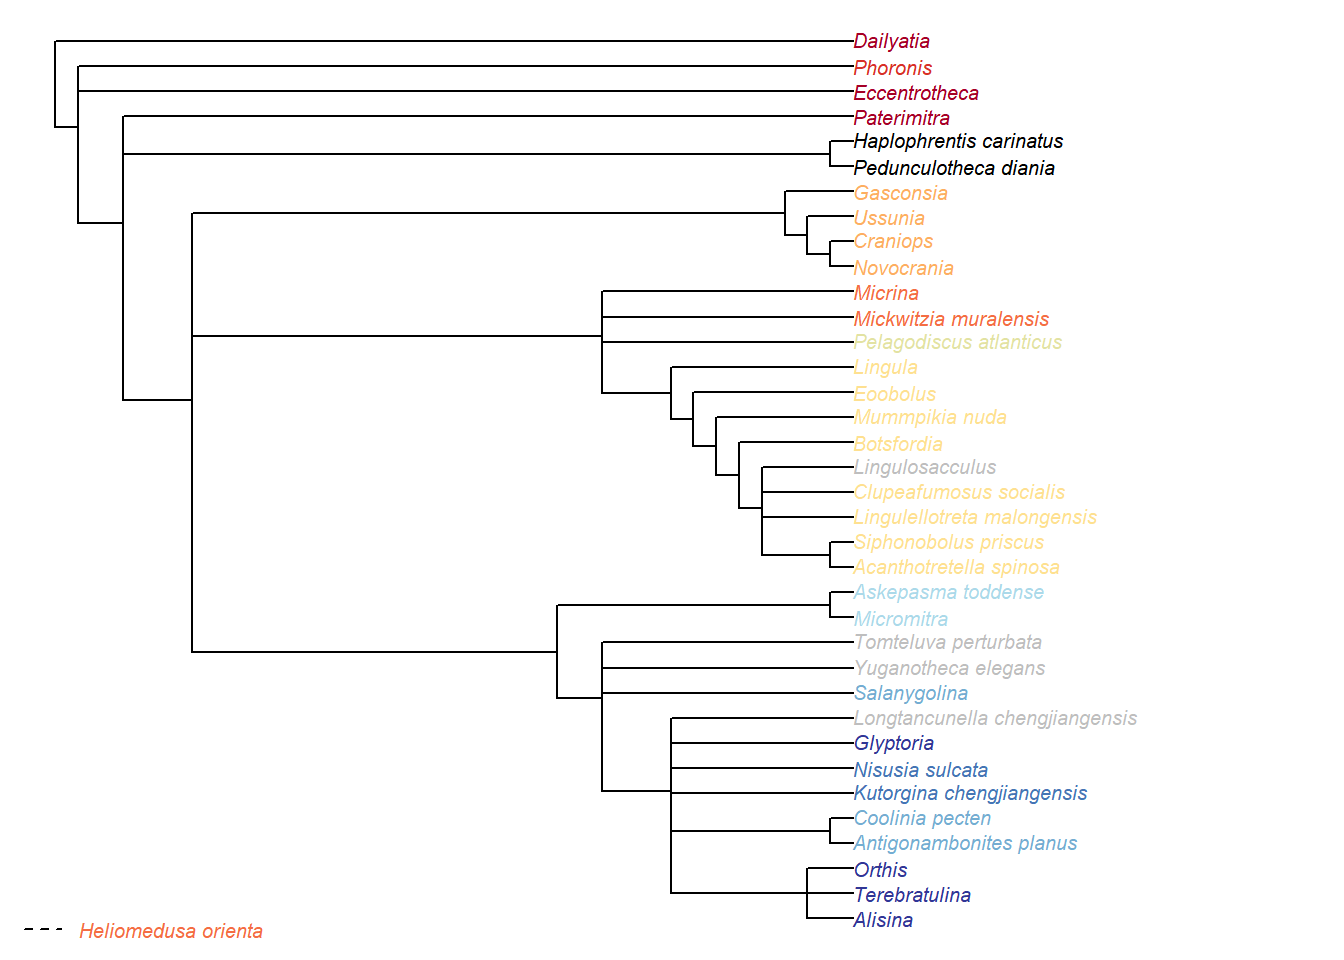 Dailyatia
Phoronis
Eccentrotheca
Paterimitra
Haplophrentis carinatus
Pedunculotheca diania
Gasconsia
Ussunia
Craniops
Novocrania
Micrina
Mickwitzia muralensis
Pelagodiscus atlanticus
Lingula
Eoobolus
Mummpikia nuda
Botsfordia
Lingulosacculus
Clupeafumosus socialis
Lingulellotreta malongensis
Siphonobolus priscus
Acanthotretella spinosa
Askepasma toddense
Micromitra
Tomteluva perturbata
Yuganotheca elegans
Salanygolina
Longtancunella chengjiangensis
Glyptoria
Nisusia sulcata
Kutorgina chengjiangensis
Coolinia pecten
Antigonambonites planus
Orthis
Terebratulina
Alisina
Heliomedusa orienta